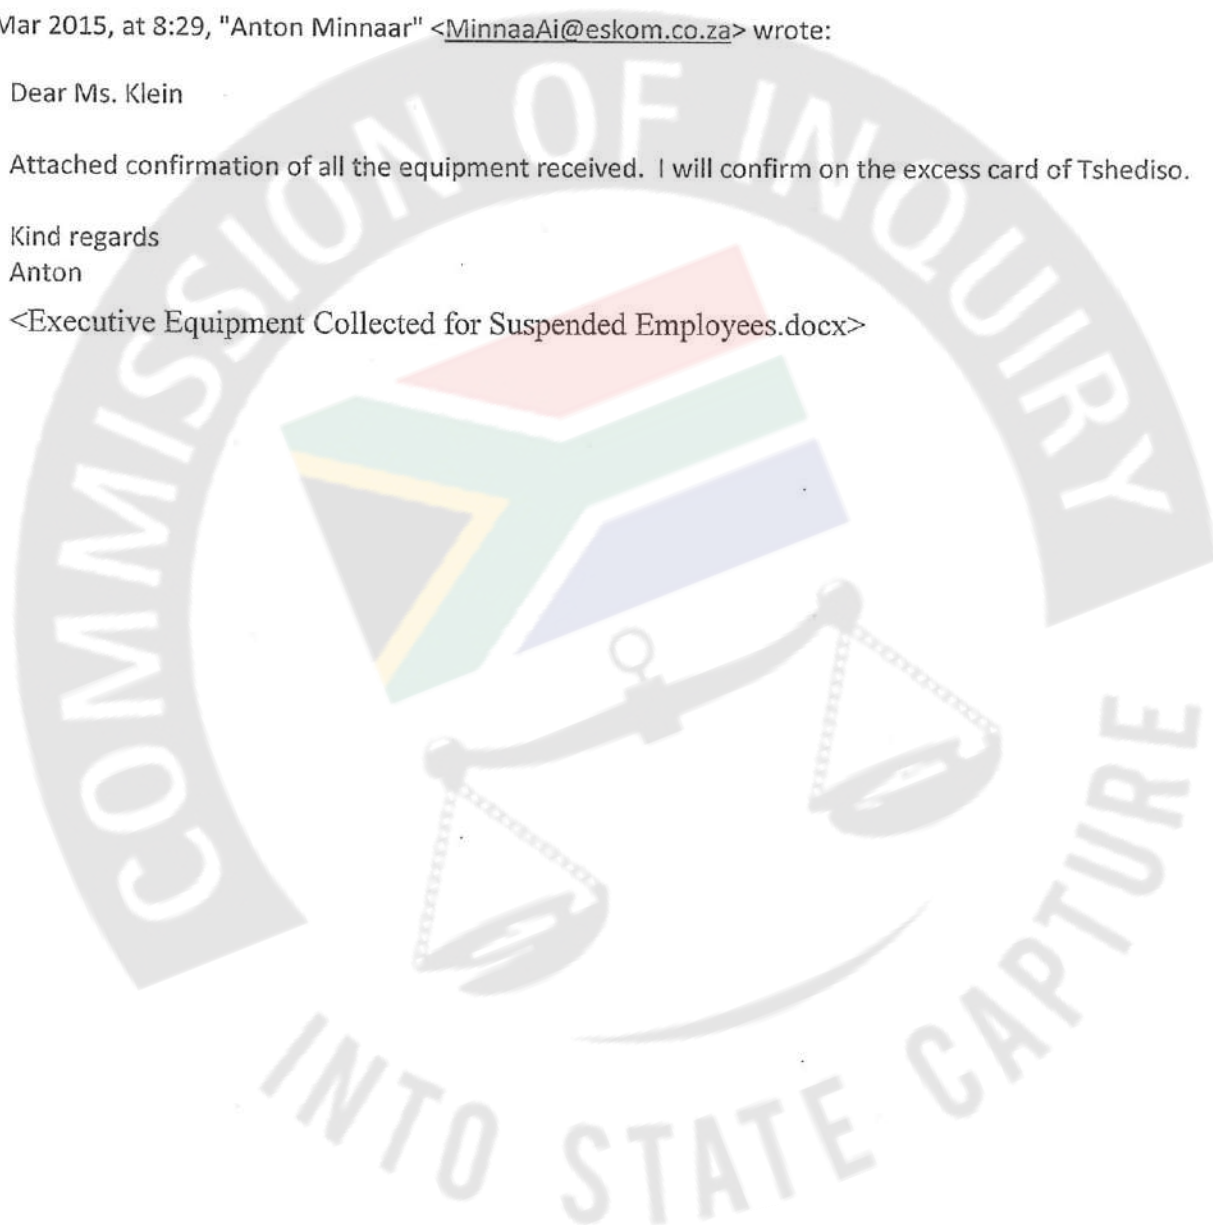 Mar 2015, at 8:29, "Anton Minnaar" <MinnaaAi@eskom.co.za> wrote:
Dear Ms. Klein
Attached confirmation of all the equipment received.  I will confirm on the excess card of Tshediso.
Kind regards
Anton
<Executive Equipment Collected for Suspended Employees.docx>
COMMISSION OF INQUIRY
INTO STATE CAPTURE